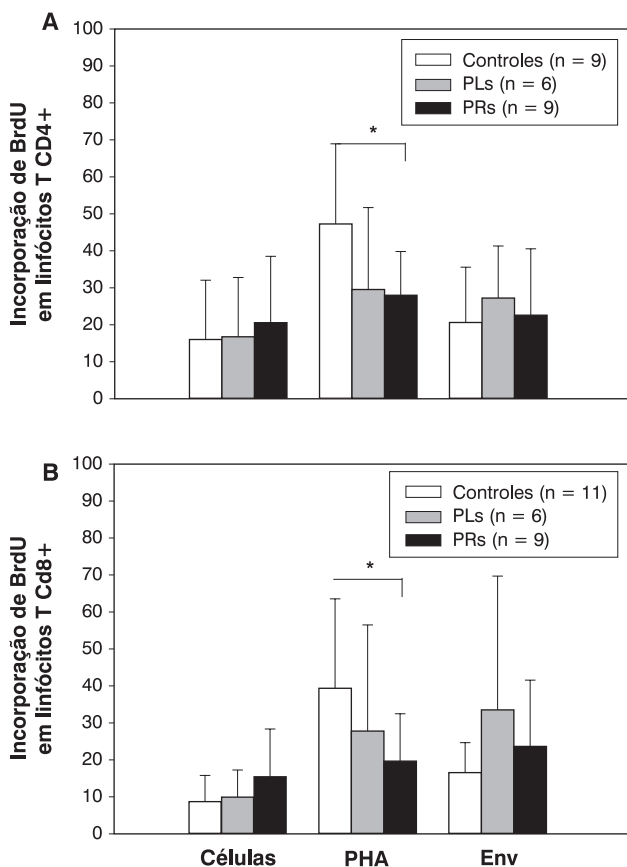 A
Incorporação de BrdU
em linfócitos T CD4+
100
90
80
70
60
50
40
30
20
10
0
Controles (n = 9)
PLs (n = 6)
PRs (n = 9)
*
B
Incorporação de BrdU
em linfócitos T Cd8+
100
90
80
70
60
50
40
30
20
10
0
Controles (n = 11)
PLs (n = 6)
PRs (n = 9)
*
Células PHA Env